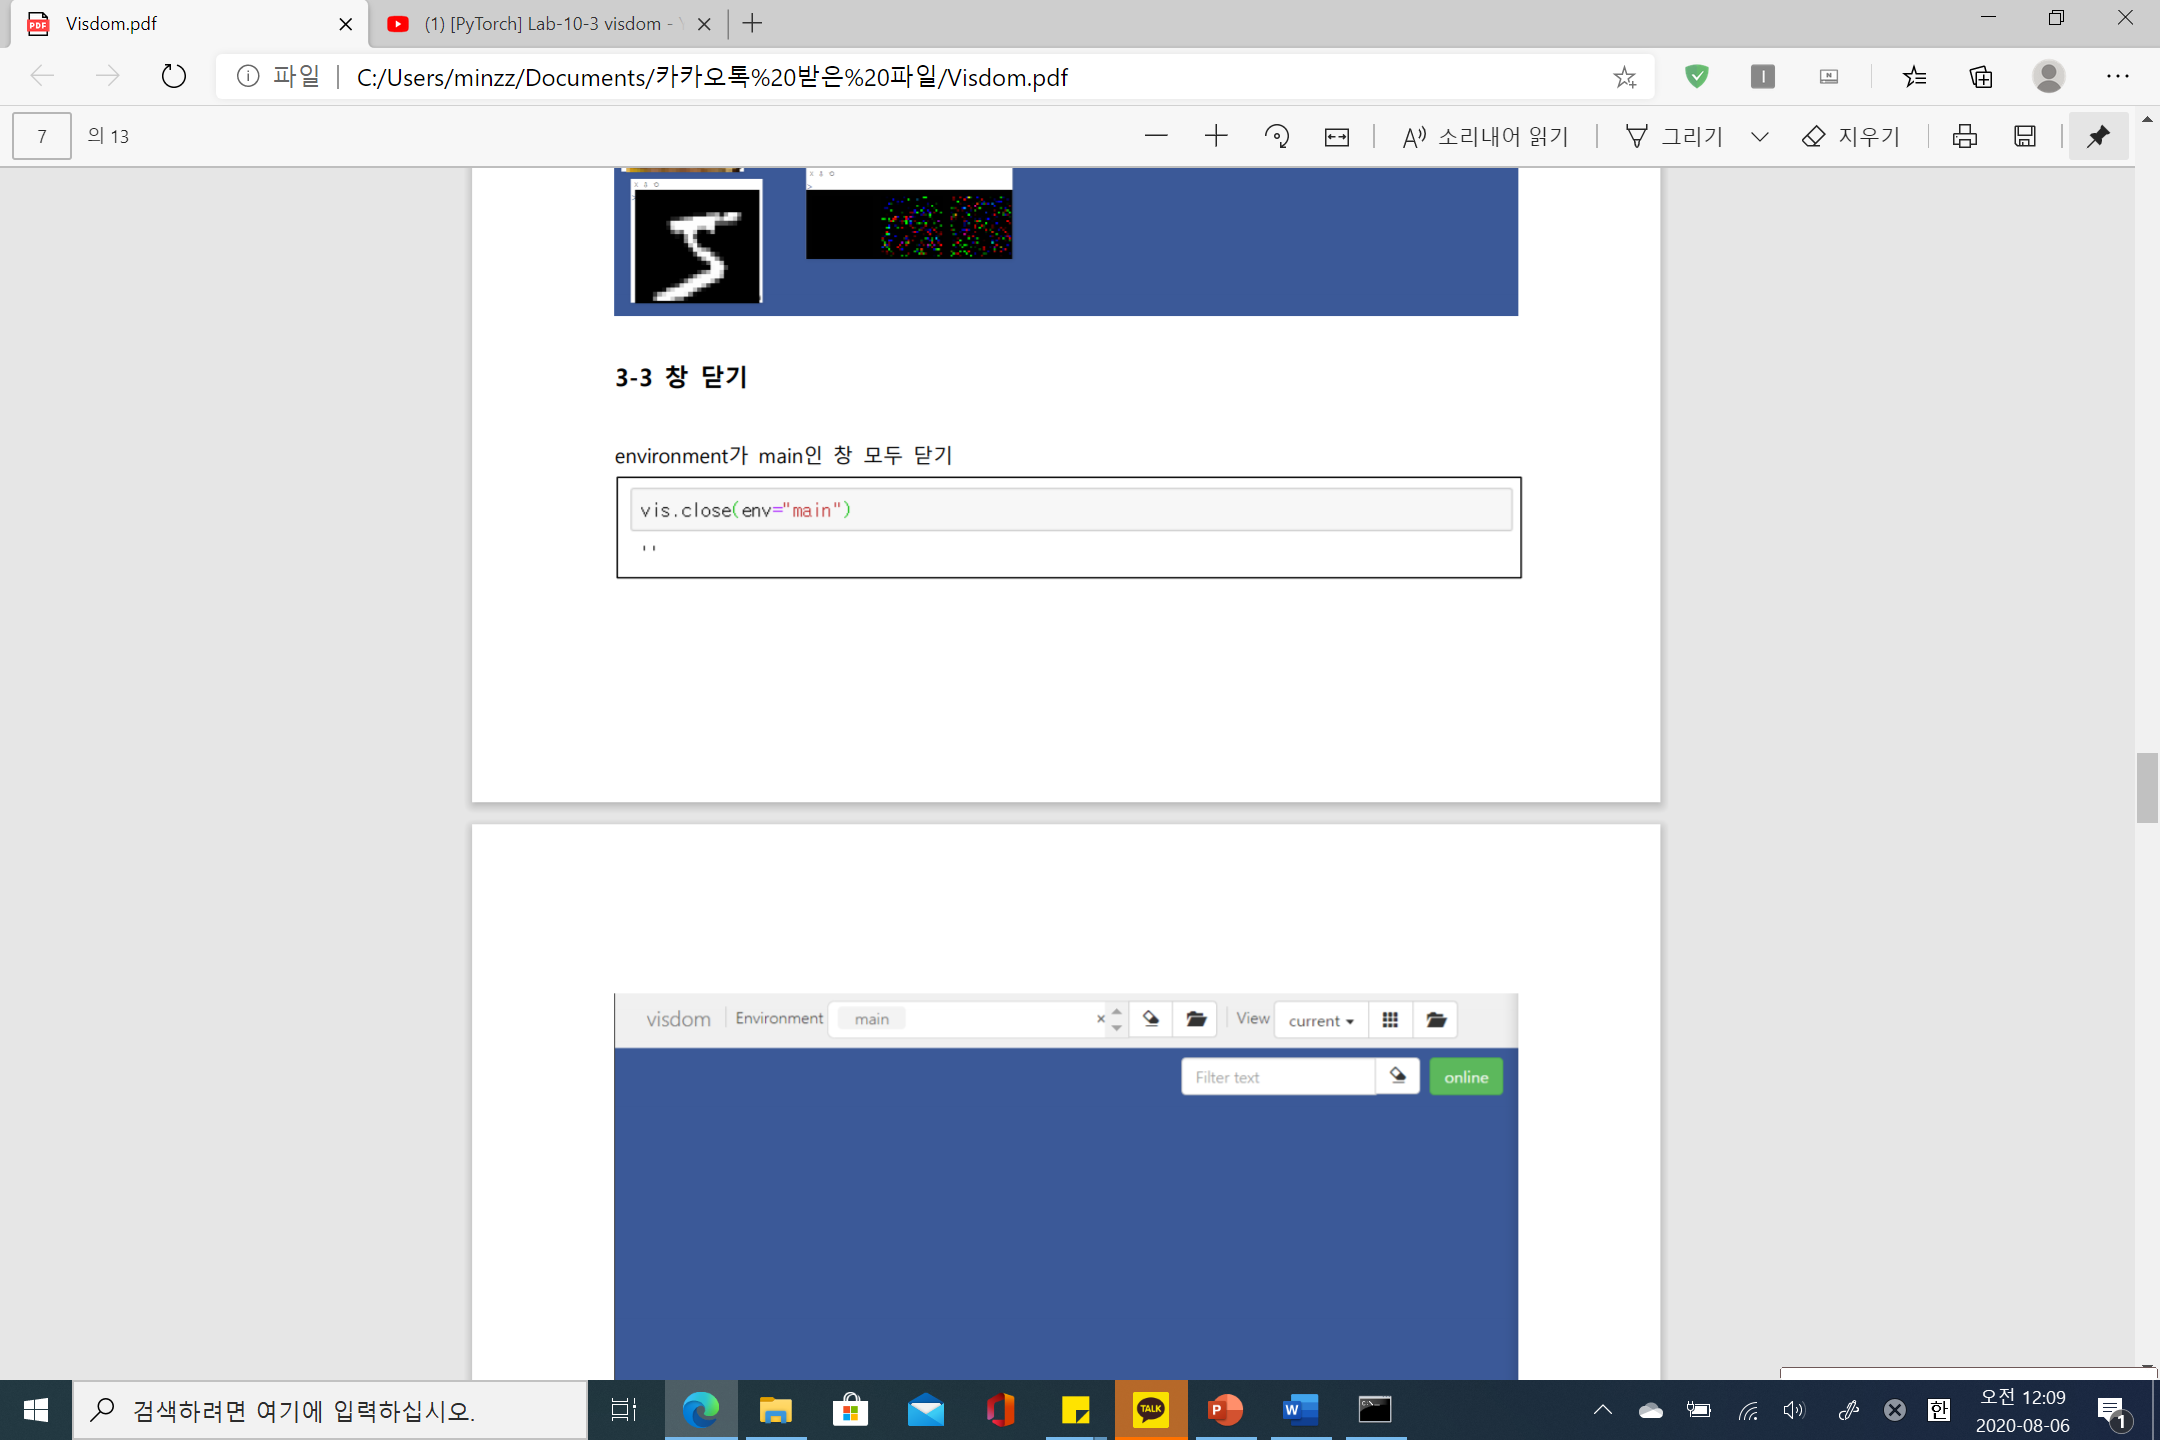 Visdom.pdf
(1) [PyTorch] Lab-10-3 visdom -
파일 | C:/Users/minzz/Documents/카카오톡%20받은%20파일/Visdom.pdf
7 의 13
소리내어 읽기 그리기 지우기
3-3 창 닫기
environment가 main인 창 모두 닫기
vis.close(env="main")
''
visdom Environment main View current
Filter text online
검색하려면 여기에 입력하십시오.
TALK
한
오전 12:09
2020-08-06
1